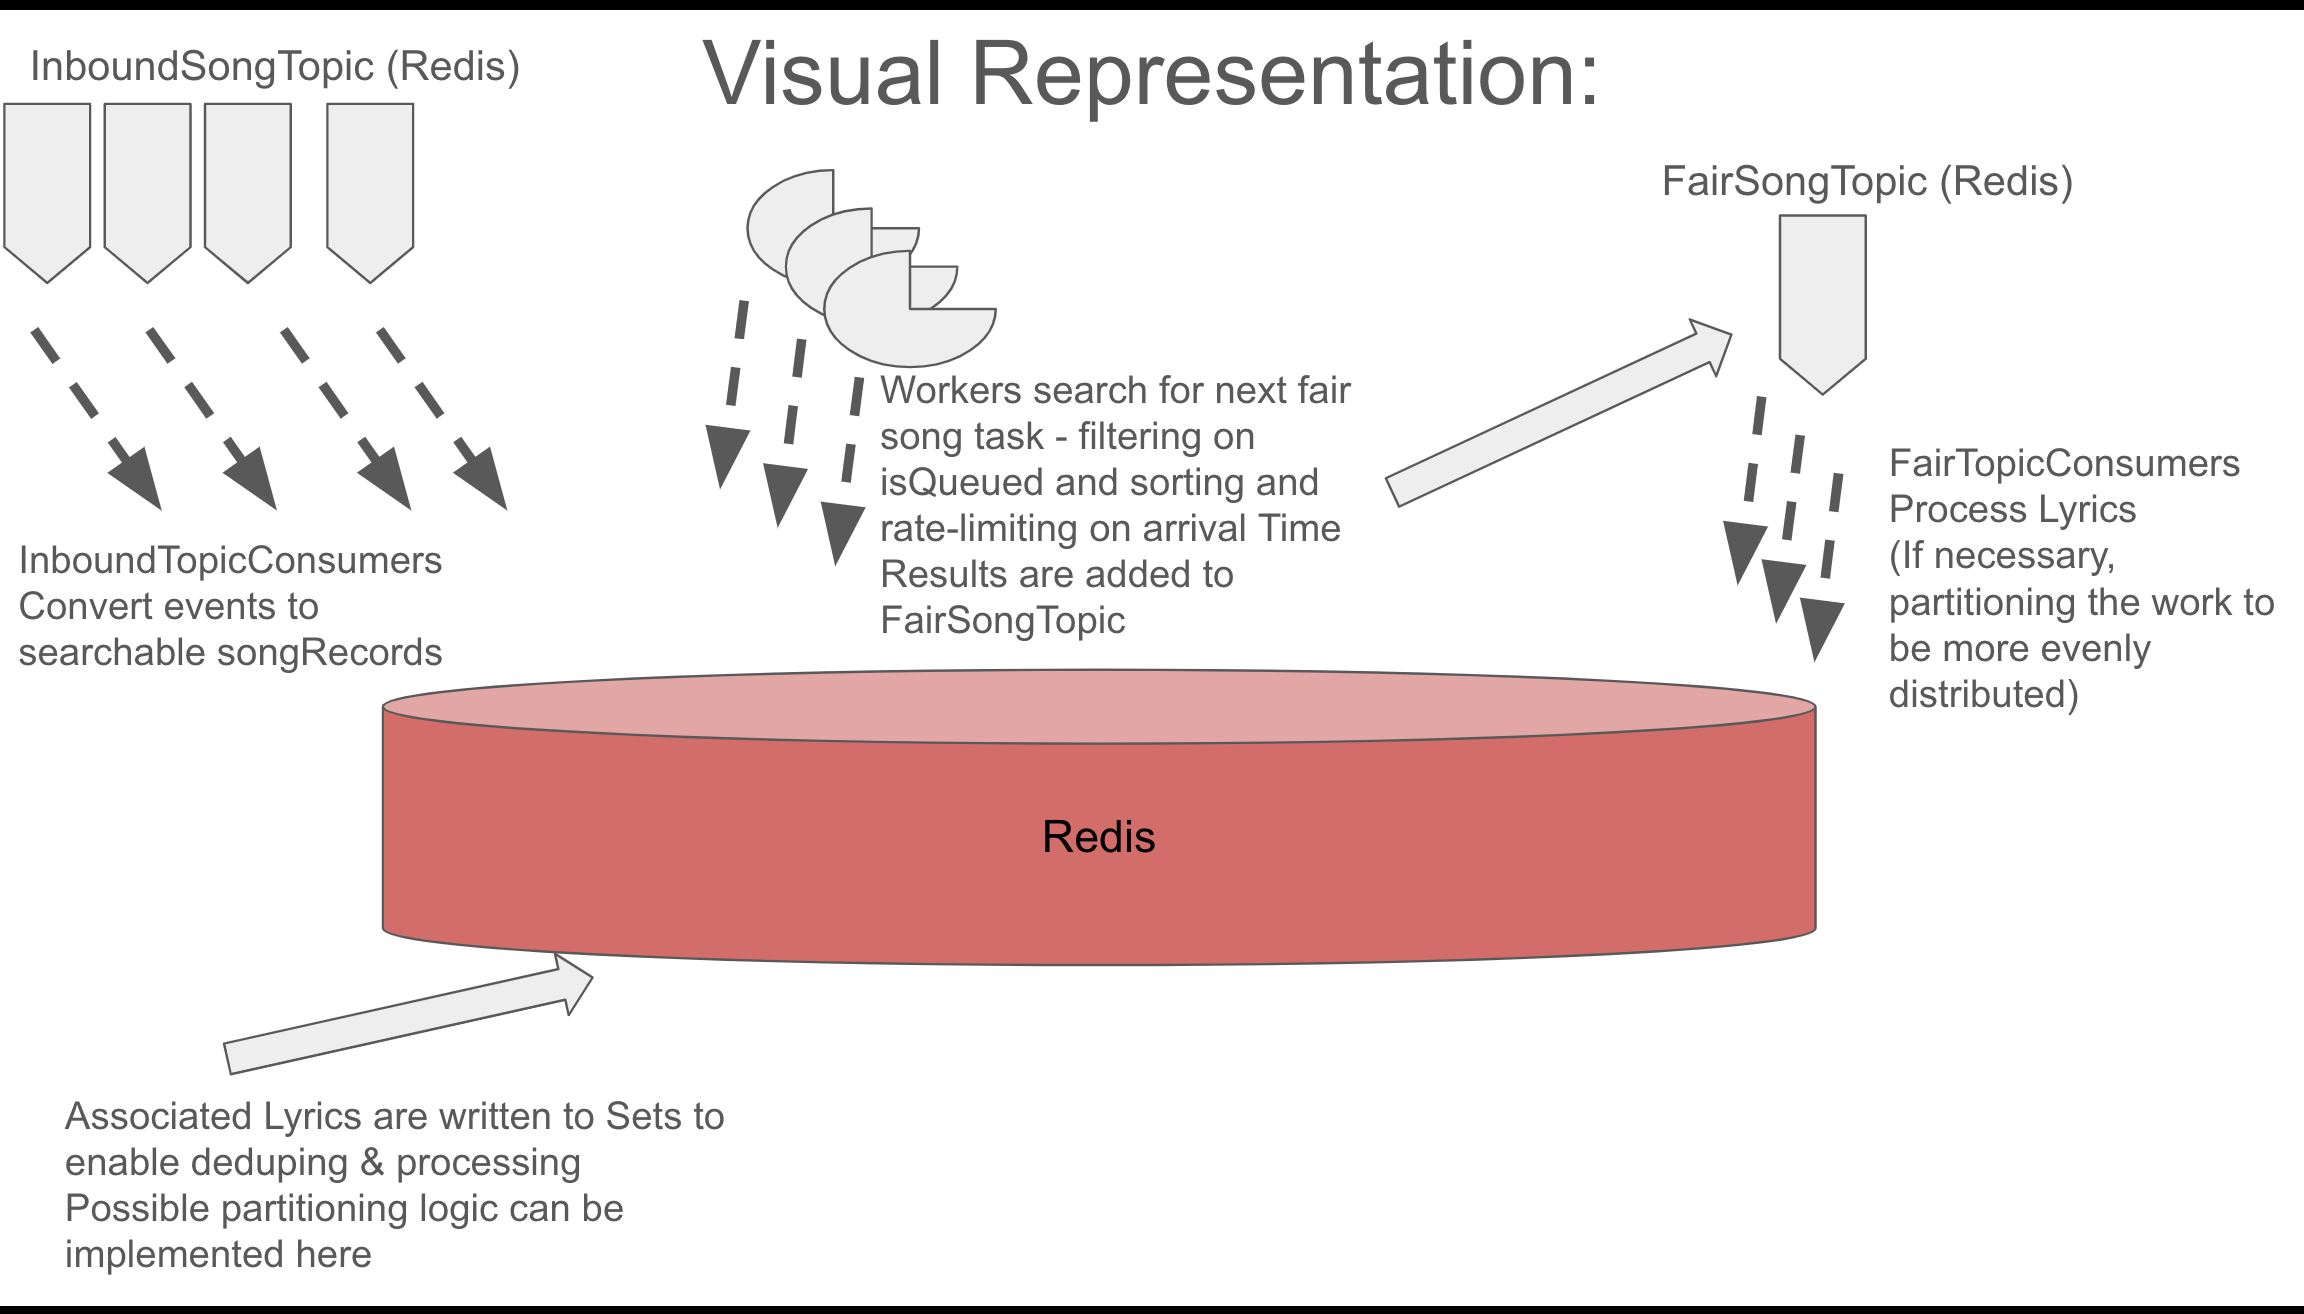 InboundSongTopic (Redis)
Visual Representation:
FairSongTopic (Redis)
Workers search for next fair
song task - filtering on
isQueued and sorting and
rate-limiting on arrival Time
Results are added to
FairSongTopic
FairTopicConsumers
Process Lyrics
(If necessary,
partitioning the work to
be more evenly
distributed)
InboundTopicConsumers
Convert events to
searchable songRecords
Redis
Associated Lyrics are written to Sets to
enable deduping & processing
Possible partitioning logic can be
implemented here